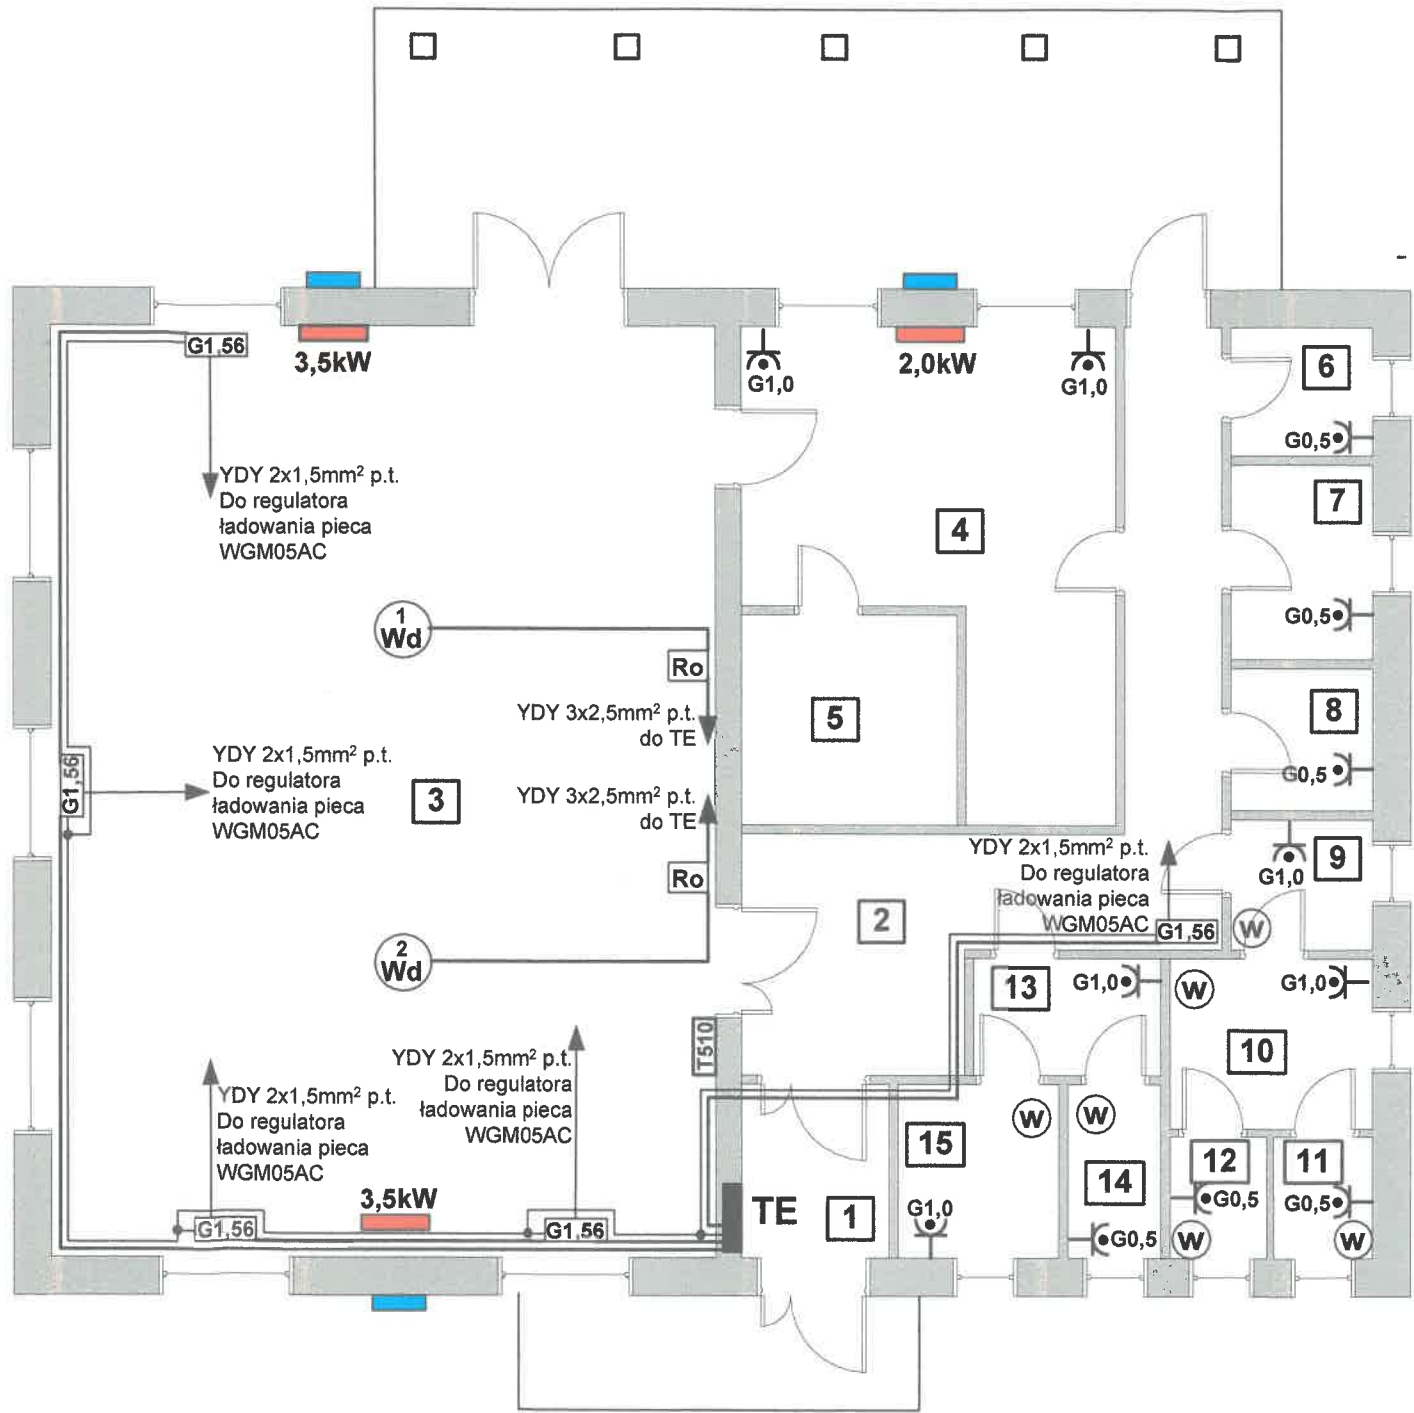 G1,56
3,5kW
2,0kW
G1,0
G1,0
6
G0,5
YDY 2x1,5mm² p.t.
Do regulatora
ładowania pieca
WGM05AC
7
4
G0,5
1
Wd
Ro
YDY 3x2,5mm² p.t.
do TE
5
8
G0,5
YDY 2x1,5mm² p.t.
Do regulatora
ładowania pieca
WGM05AC
G1,56
3
YDY 3x2,5mm² p.t.
do TE
Ro
YDY 2x1,5mm² p.t.
Do regulatora
ładowania pieca
WGM05AC
G1,56
9
G1,0
W
2
2
Wd
13
G1,0
W
G1,0
10
T510
YDY 2x1,5mm² p.t.
Do regulatora
ładowania pieca
WGM05AC
YDY 2x1,5mm² p.t.
Do regulatora
ładowania pieca
WGM05AC
15
W
W
14
12
11
G0,5
G0,5
3,5kW
G1,56
G1,56
TE
1
G1,0
G0,5
W
W